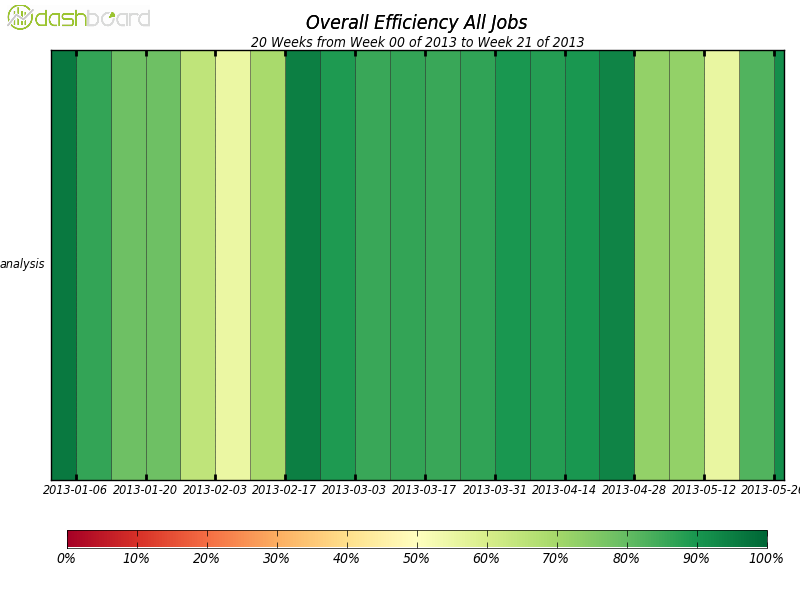 dashboard
Overall Efficiency All Jobs
20 Weeks from Week 00 of 2013 to Week 21 of 2013
analysis
2013-01-06 2013-01-20 2013-02-03 2013-02-17 2013-03-03 2013-03-17 2013-03-31 2013-04-14 2013-04-28 2013-05-12 2013-05-26
0% 10% 20% 30% 40% 50% 60% 70% 80% 90% 100%